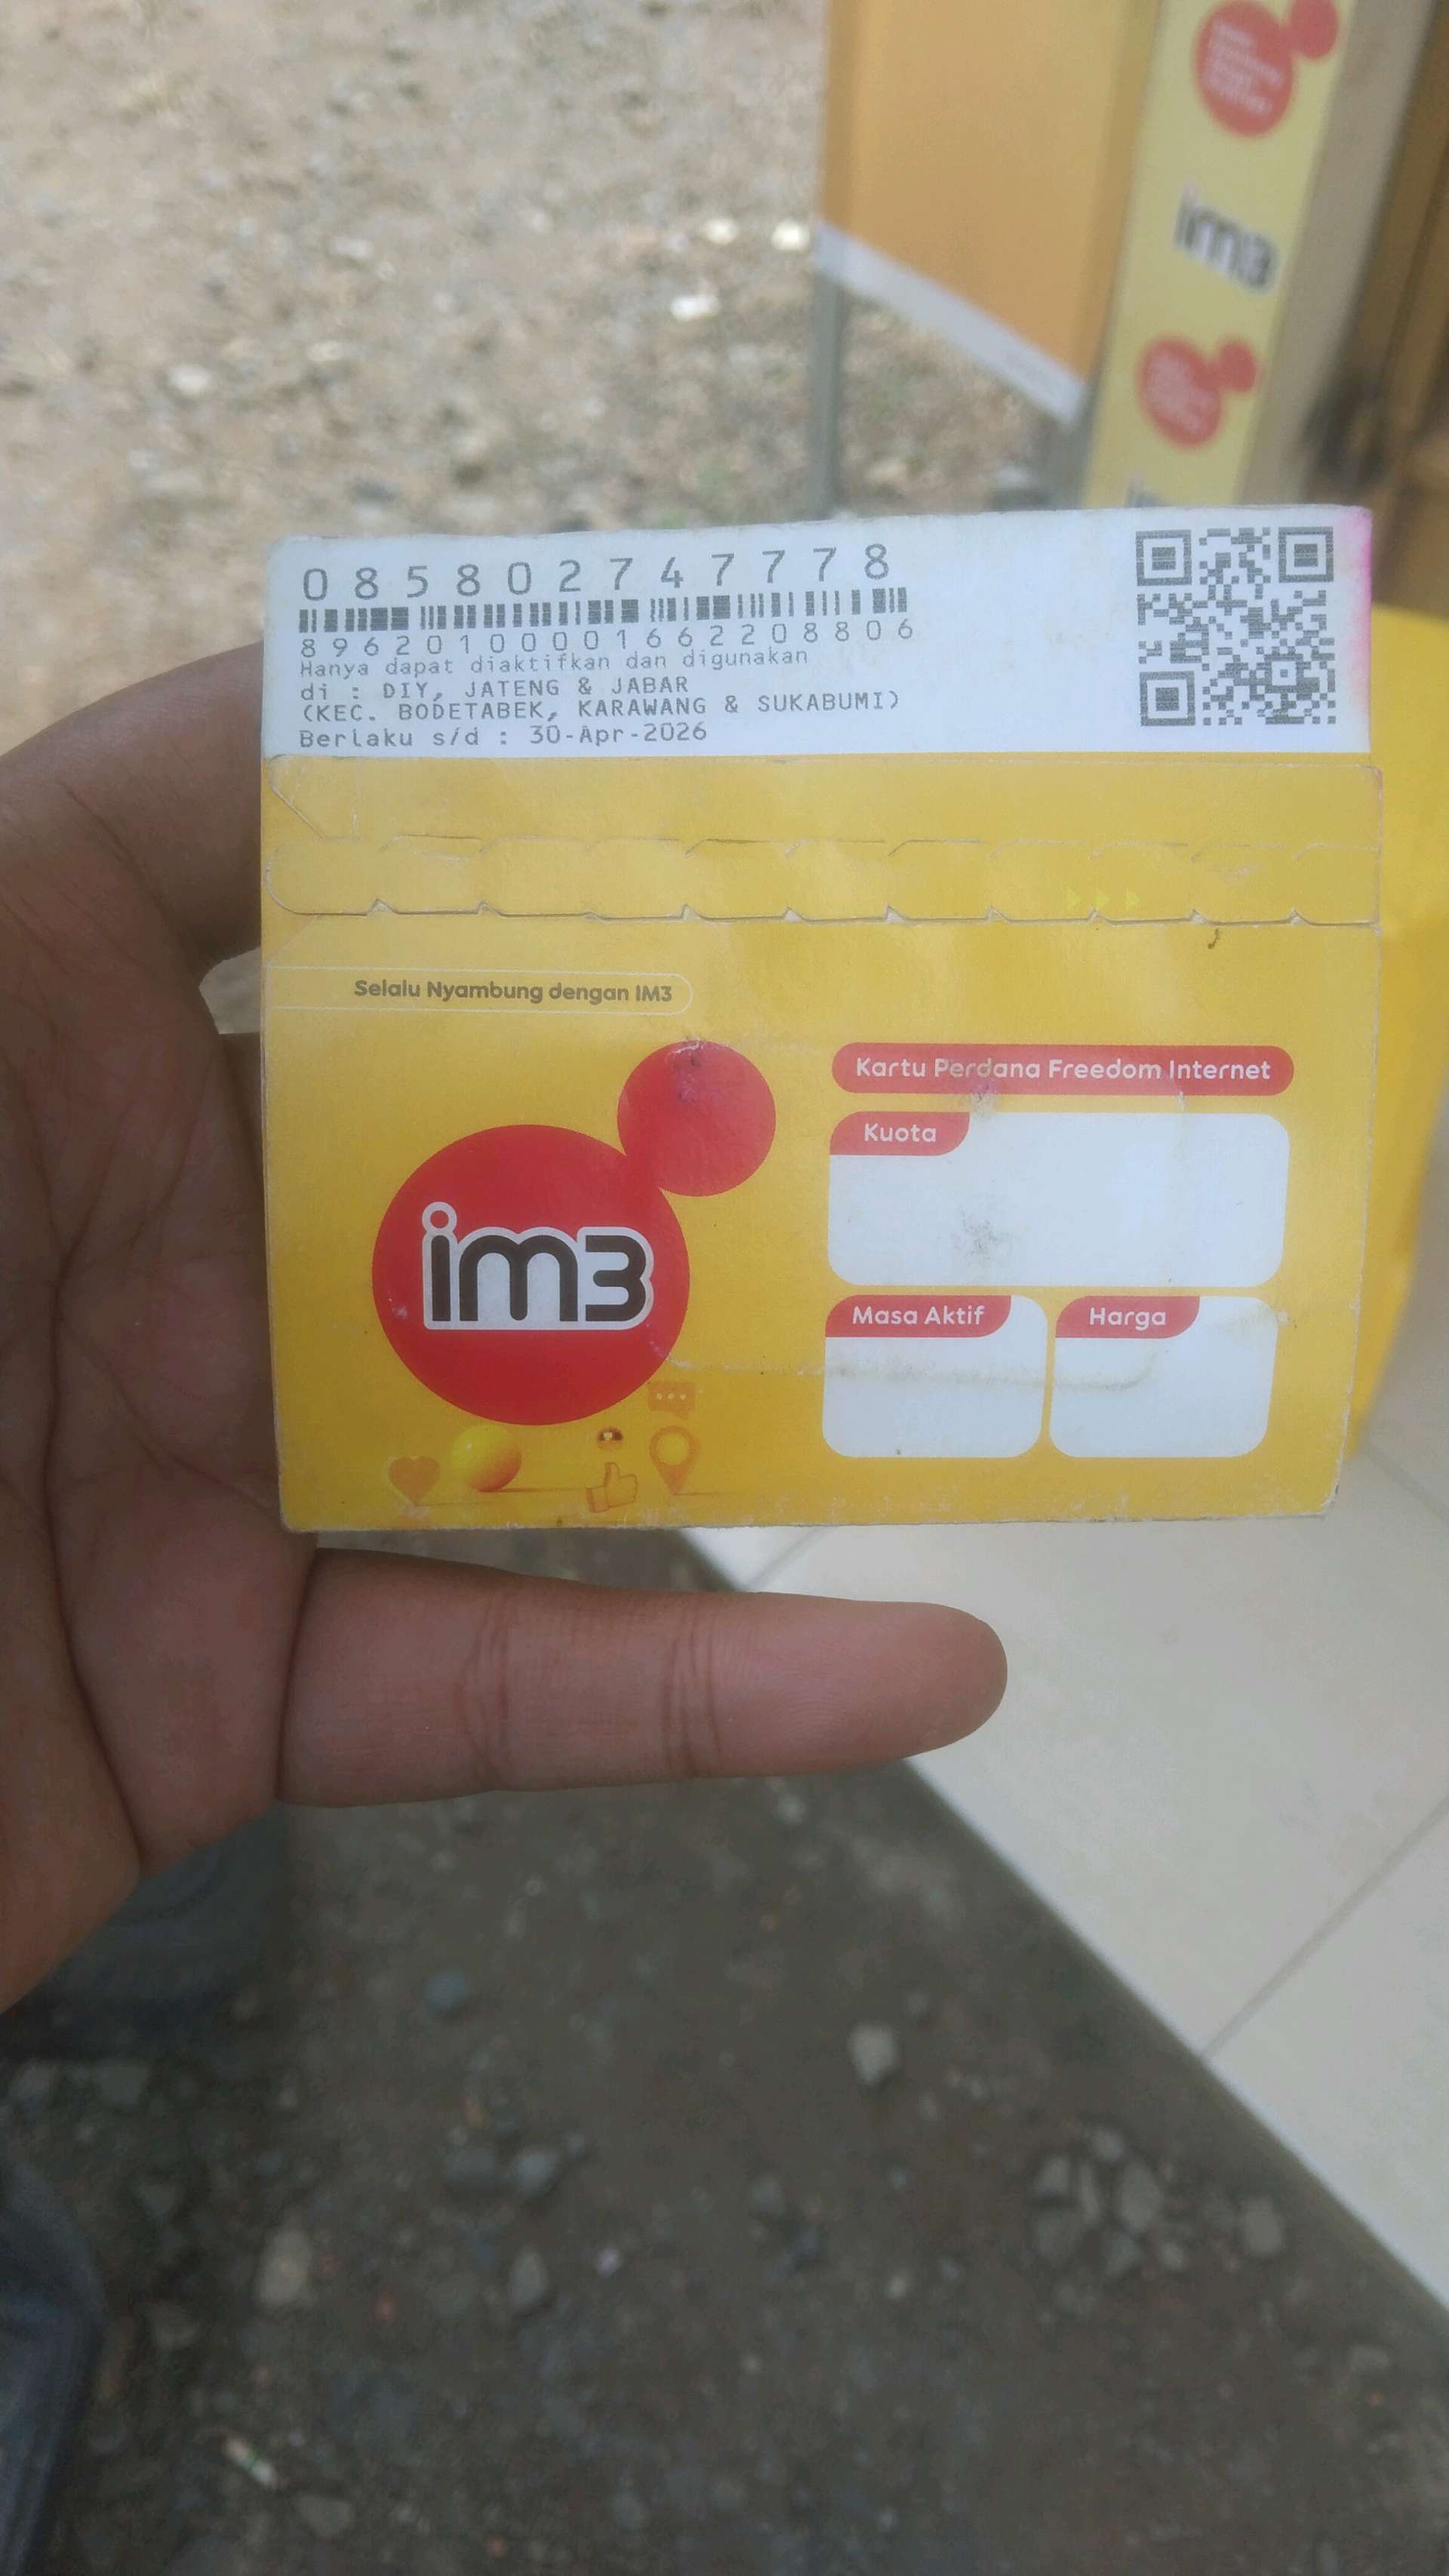 085802747778
89620100001662208806
Hanya dapat diaktifkan dan digunakan
di : DIY, JATENG & JABAR
(KEC. BODETABEK, KARAWANG & SUKABUMI)
Berlaku s/d : 30-Apr-2026
Selalu Nyambung dengan IM3
Kartu Perdana Freedom Internet
Kuota
im3
Masa Aktif
Harga
im3